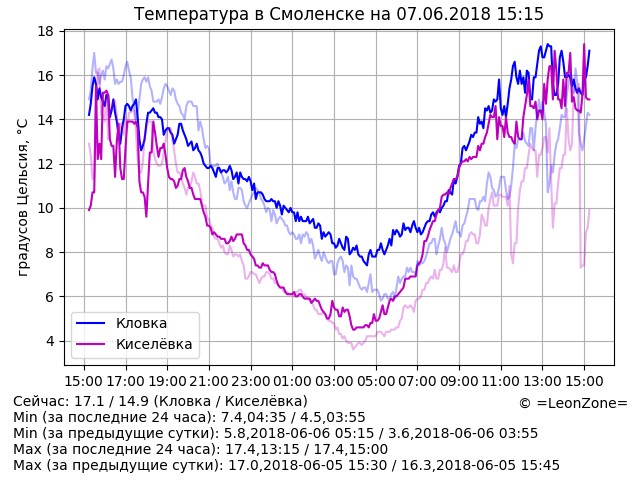 Температура в Смоленске на 07.06.2018 15:15
18
16
14
12
10
8
6
4
градусов Цельсия, °C
Кловка
Киселёвка
15:00 17:00 19:00 21:00 23:00 01:00 03:00 05:00 07:00 09:00 11:00 13:00 15:00
Сейчас: 17.1 / 14.9 (Кловка / Киселёвка)
© =LeonZone=
Min (за последние 24 часа): 7.4,04:35 / 4.5,03:55
Min (за предыдущие сутки): 5.8,2018-06-06 05:15 / 3.6,2018-06-06 03:55
Max (за последние 24 часа): 17.4,13:15 / 17.4,15:00
Max (за предыдущие сутки): 17.0,2018-06-05 15:30 / 16.3,2018-06-05 15:45